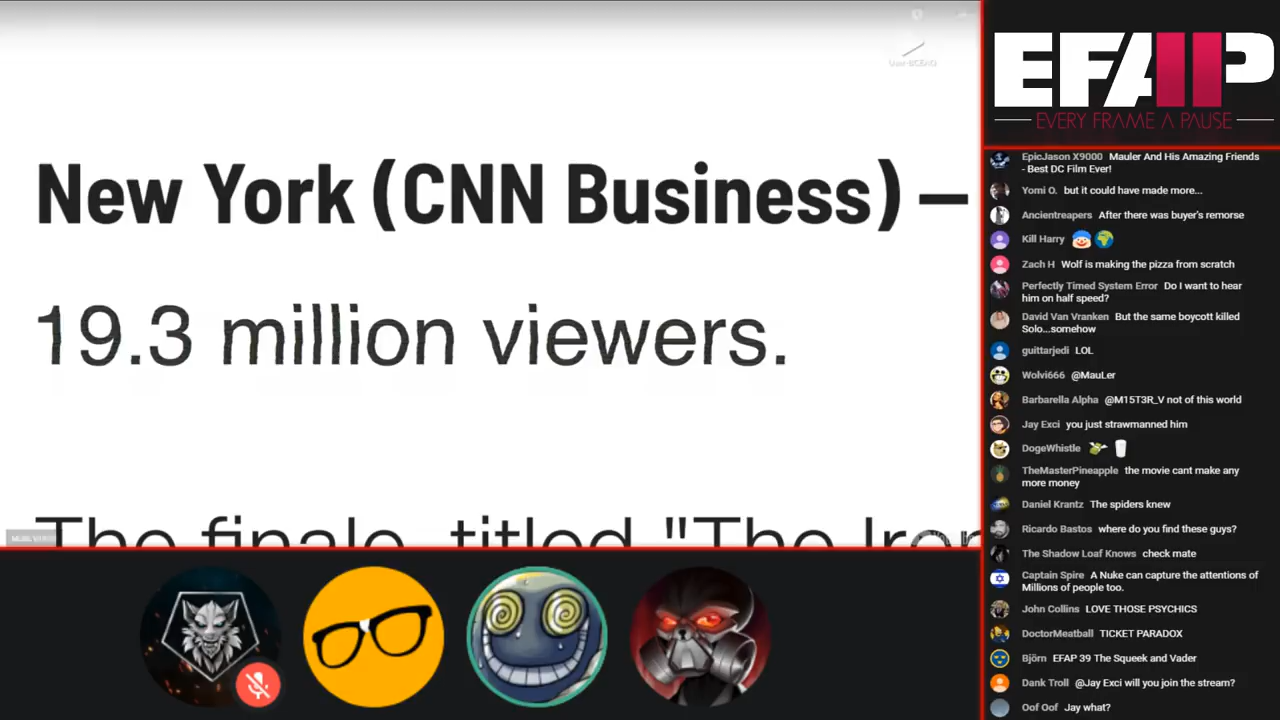 New York (CNN Business) —
19.3 million viewers.
The finale, titled "The Iron
EFAP
EVERY FRAME A PAUSE
EpicJason X9000 Mauler And His Amazing Friends
- Best DC Film Ever!
Yomi O. but it could have made more...
Ancientreapers After there was buyer's remorse
Kill Harry 🤡 🌍
Zach H Wolf is making the pizza from scratch
Perfectly Timed System Error Do I want to hear
him on half speed?
David Van Vranken But the same boycott killed
Solo...somehow
guittarjedi LOL
Wolvi666 @MauLer
Barbarella Alpha @M15T3R_V not of this world
Jay Exci you just strawmanned him
DogeWhistle 💸 🥛
TheMasterPineapple the movie cant make any
more money
Daniel Krantz The spiders knew
Ricardo Bastos where do you find these guys?
The Shadow Loaf Knows check mate
Captain Spire A Nuke can capture the attentions of
Millions of people too.
John Collins LOVE THOSE PSYCHICS
DoctorMeatball TICKET PARADOX
Björn EFAP 39 The Squeek and Vader
Dank Troll @Jay Exci will you join the stream?
Oof Oof Jay what?